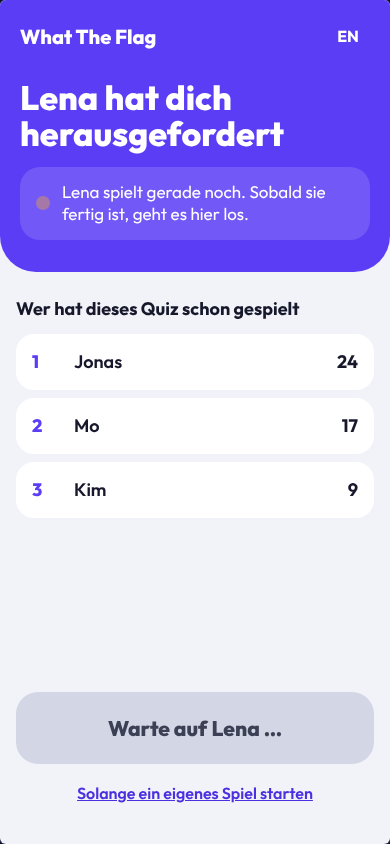 What The Flag
EN
Lena hat dich
herausgefordert
Lena spielt gerade noch. Sobald sie
fertig ist, geht es hier los.
Wer hat dieses Quiz schon gespielt
1 Jonas 24
2 Mo 17
3 Kim 9
Warte auf Lena ...
Solange ein eigenes Spiel starten